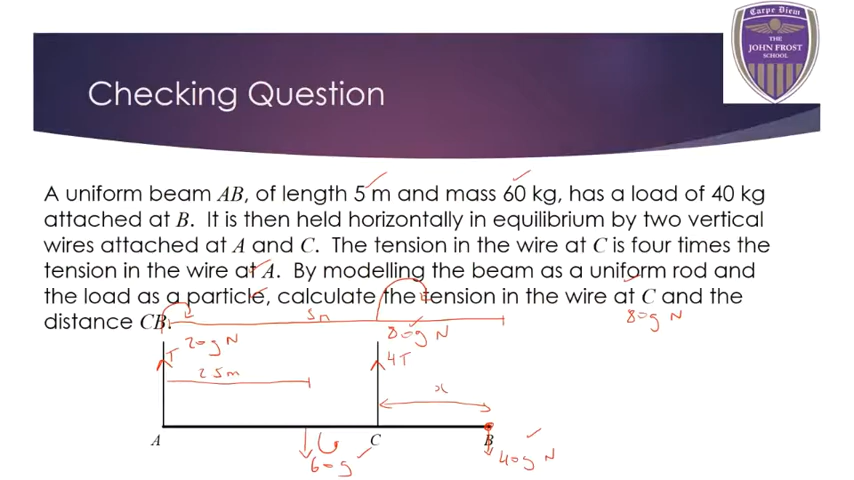 Carpe Diem
THE
JOHN FROST
SCHOOL
Checking Question
A uniform beam AB, of length 5 m and mass 60 kg, has a load of 40 kg
attached at B. It is then held horizontally in equilibrium by two vertical
wires attached at A and C. The tension in the wire at C is four times the
tension in the wire at A. By modelling the beam as a uniform rod and
the load as a particle, calculate the tension in the wire at C and the
distance CB.
5m
80g N
T
20g N
80g N
4T
2.5m
x
A
C
B
60g
40g N